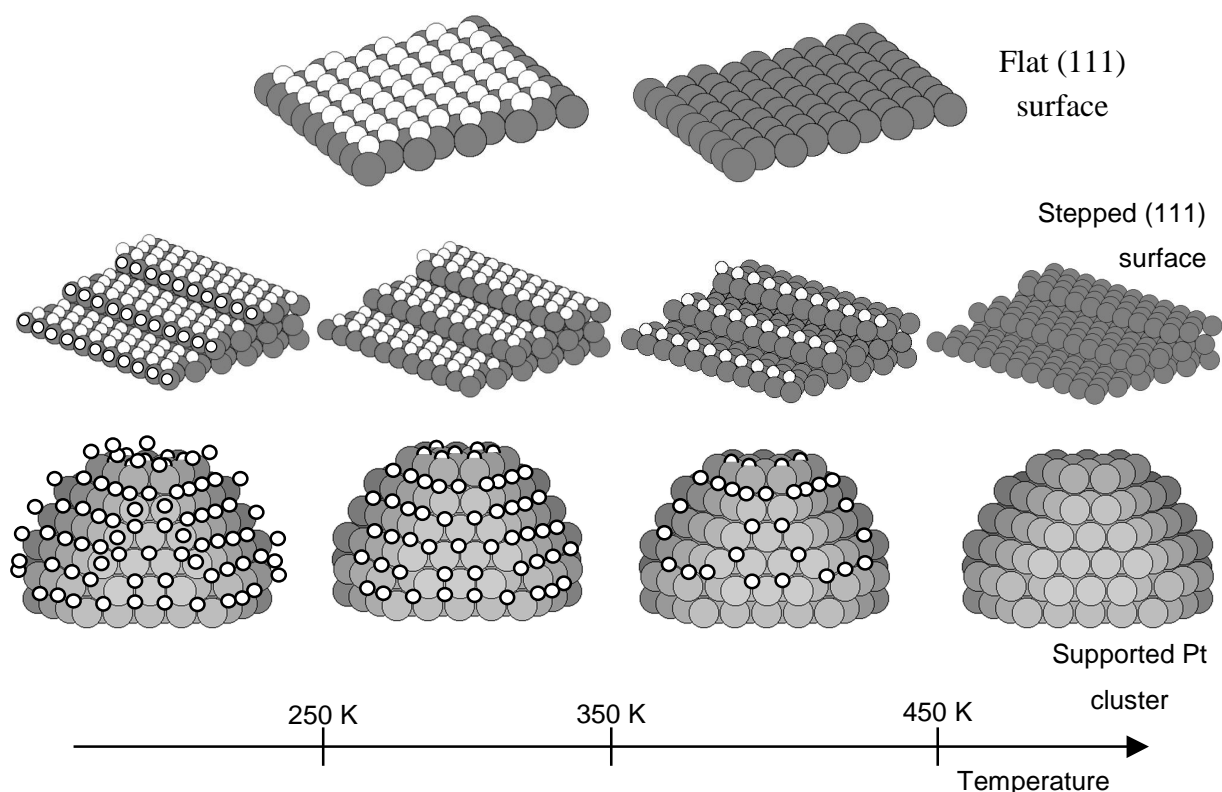 Flat (111)
surface
Stepped (111)
surface
Supported Pt
cluster
250 K
350 K
450 K
Temperature